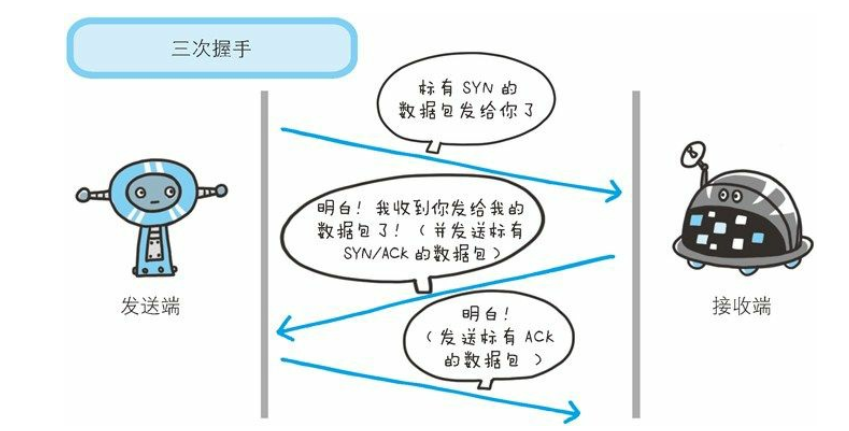 三次握手
标有 SYN 的
数据包发给你了
明白！我收到你发给我的
数据包了！（并发送标有
SYN/ACK 的数据包）
发送端
接收端
明白！
（发送标有 ACK
的数据包 ）